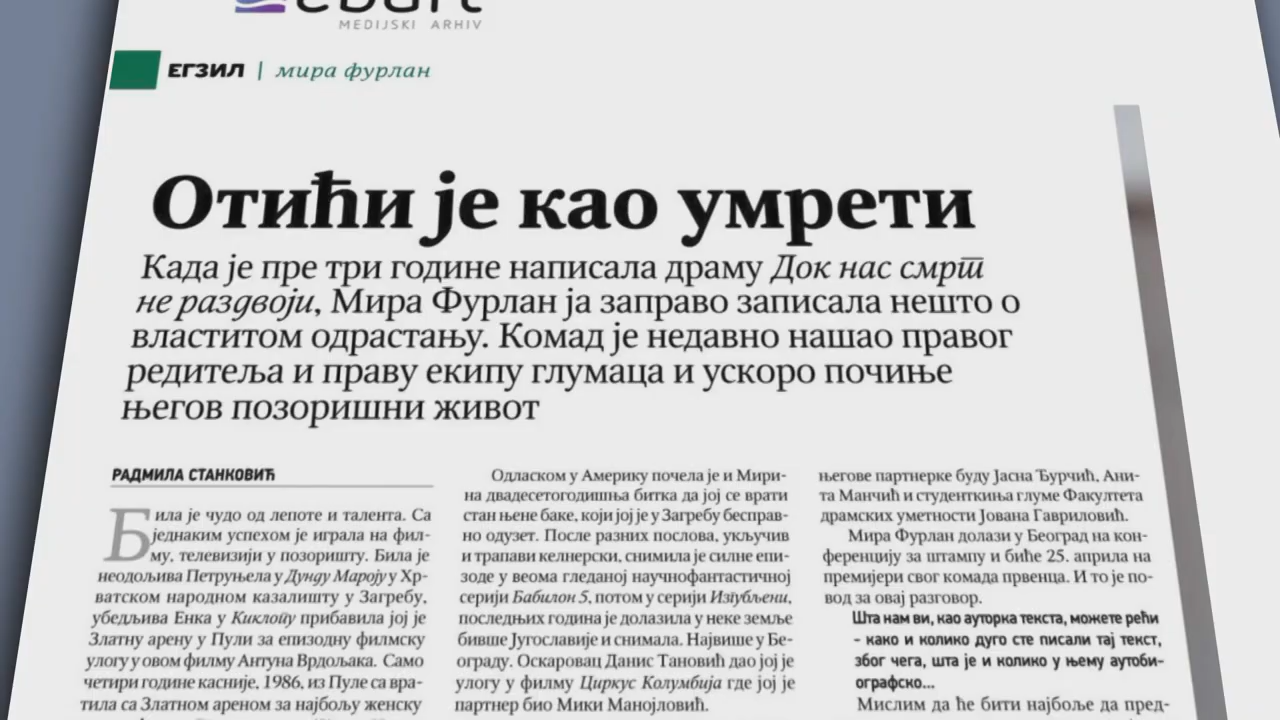 ebart
MEDIJSKI ARHIV
ЕГЗИЛ | мира фурлан
Отићи је као умрети
Када је пре три године написала драму Док нас смрт
не раздвоји, Мира Фурлан ја заправо записала нешто о
властитом одрастању. Комад је недавно нашао правог
редитеља и праву екипу глумаца и ускоро почиње
његов позоришни живот
РАДМИЛА СТАНКОВИЋ
Била је чудо од лепоте и талента. Са
једнаким успехом је играла на фил-
му, телевизији у позоришту. Била је
неодољива Петруњела у Дунду Мароју у Хр-
ватском народном казалишту у Загребу,
убедљива Енка у Киклопу прибавила јој је
Златну арену у Пули за епизодну филмску
улогу у овом филму Антуна Врдољака. Само
четири године касније, 1986, из Пуле са вра-
тила са Златном ареном за најбољу женску
Одласком у Америку почела је и Мири-
на двадесетогодишња битка да јој се врати
стан њене баке, који јој је у Загребу бесправ-
но одузет. После разних послова, укључив
и трапави келнерски, снимила је силне епи-
зоде у веома гледаној научнофантастичној
серији Бабилон 5, потом у серији Изгубљени,
последњих година је долазила у неке земље
бивше Југославије и снимала. Највише у Бе-
ограду. Оскаровац Данис Тановић дао јој је
улогу у филму Циркус Колумбија где јој је
партнер био Мики Манојловић.
његове партнерке буду Јасна Ђурчић, Ани-
та Манчић и студенткиња глуме Факултета
драмских уметности Јована Гавриловић.
Мира Фурлан долази у Београд на кон-
ференцију за штампу и биће 25. априла на
премијери свог комада првенца. И то је по-
вод за овај разговор.
Шта нам ви, као ауторка текста, можете рећи
- како и колико дуго сте писали тај текст,
због чега, шта је и колико у њему аутоби-
ографско...
Мислим да ће бити најбоље да пред-